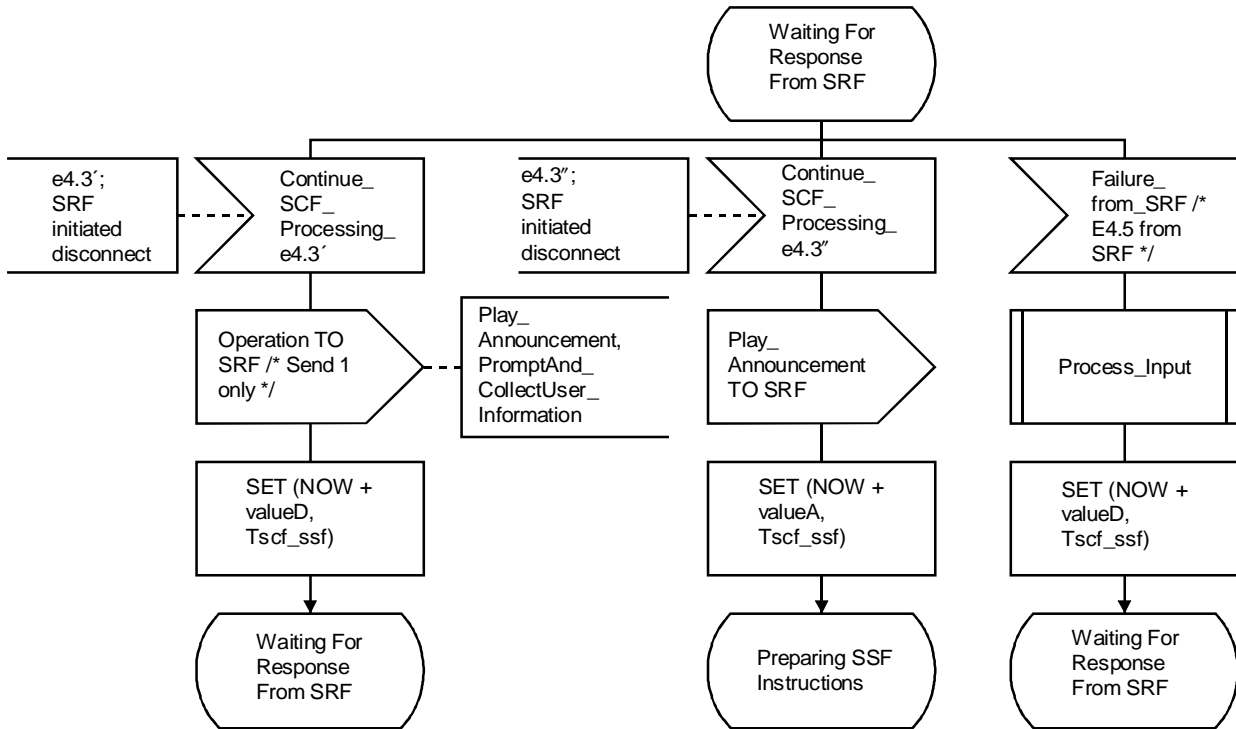 Waiting For
Response
From SRF
e4.3′;
SRF
initiated
disconnect
Continue_
SCF_
Processing_
e4.3′
e4.3″;
SRF
initiated
disconnect
Continue_
SCF_
Processing_
e4.3″
Failure_
from_SRF /*
E4.5 from
SRF */
Operation TO
SRF /* Send 1
only */
Play_
Announcement,
PromptAnd_
CollectUser_
Information
Play_
Announcement
TO SRF
Process_Input
SET (NOW +
valueD,
Tscf_ssf)
SET (NOW +
valueA,
Tscf_ssf)
SET (NOW +
valueD,
Tscf_ssf)
Waiting For
Response
From SRF
Preparing SSF
Instructions
Waiting For
Response
From SRF